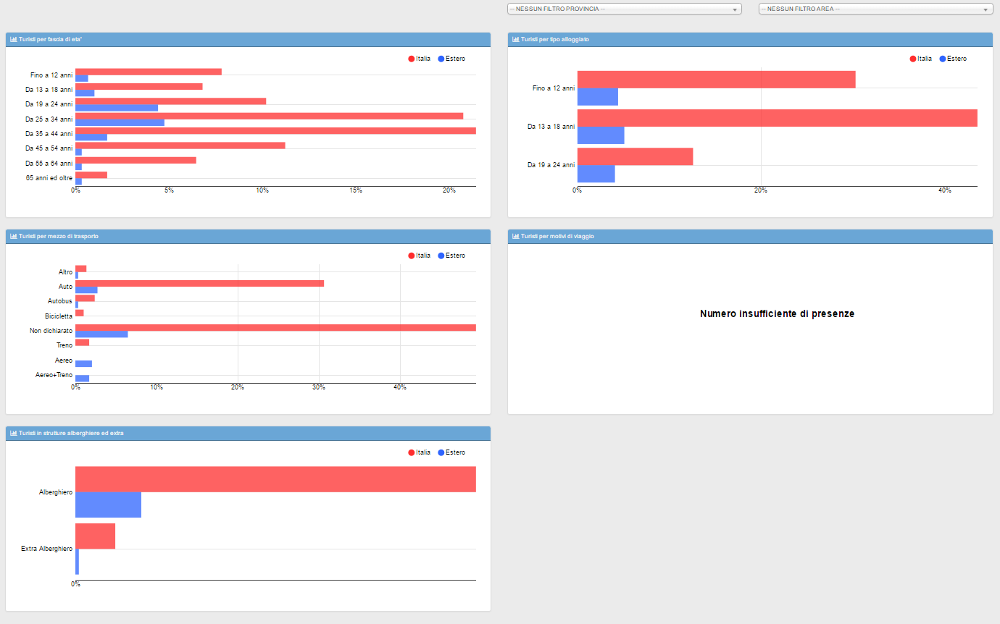 -- NESSUN FILTRO PROVINCIA --
-- NESSUN FILTRO AREA --
Turisti per fascia di eta'
Italia Estero
Fino a 12 anni
Da 13 a 18 anni
Da 19 a 24 anni
Da 25 a 34 anni
Da 35 a 44 anni
Da 45 a 54 anni
Da 55 a 64 anni
65 anni ed oltre
0% 5% 10% 15% 20%
Turisti per tipo alloggiato
Italia Estero
Fino a 12 anni
Da 13 a 18 anni
Da 19 a 24 anni
0% 20% 40%
Turisti per mezzo di trasporto
Italia Estero
Altro
Auto
Autobus
Bicicletta
Non dichiarato
Treno
Aereo
Aereo+Treno
0% 10% 20% 30% 40%
Turisti per motivi di viaggio
Numero insufficiente di presenze
Turisti in strutture alberghiere ed extra
Italia Estero
Alberghiero
Extra Alberghiero
0%